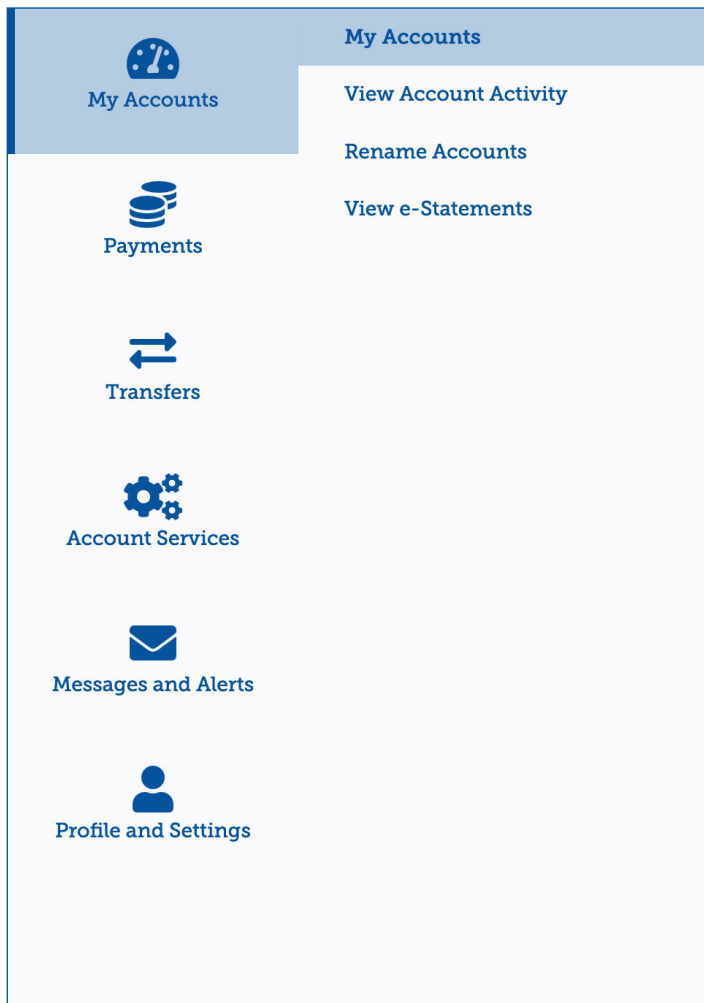 My Accounts
Payments
Transfers
Account Services
Messages and Alerts
Profile and Settings
My Accounts
View Account Activity
Rename Accounts
View e-Statements